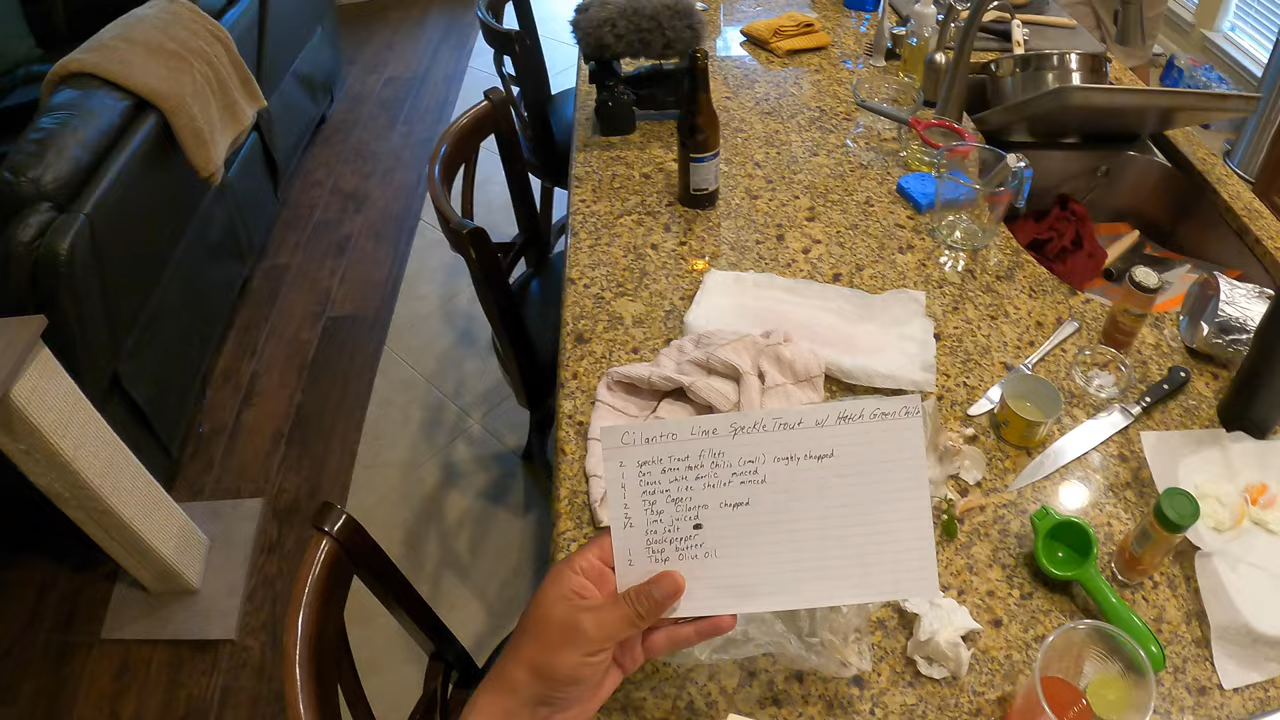 Cilantro Lime Speckle Trout w/ Hatch Green Chile
2 speckle Trout fillets
1 Can Green Hatch Chilis (small) roughly chopped
4 Cloves White Garlic minced
1 Medium size shallot minced
2 Tsp Capers
2 Tbsp Cilantro chopped
1/2 lime juiced
sea salt
Black pepper
1 Tbsp butter
2 Tbsp Olive Oil